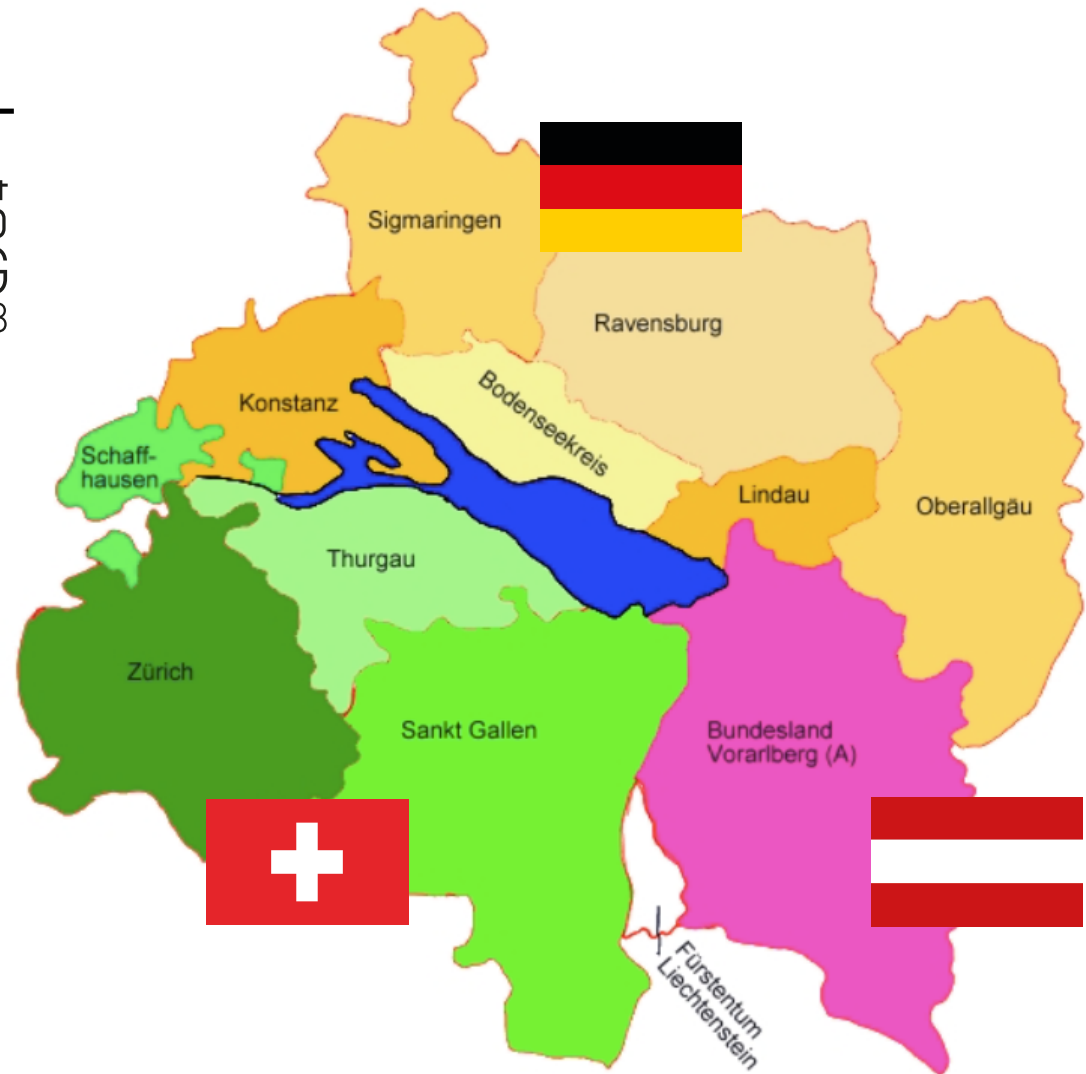 Sigmaringen
Ravensburg
Konstanz
Bodenseekreis
Schaff-
hausen
Lindau
Oberallgäu
Thurgau
Zürich
Sankt Gallen
Bundesland
Vorarlberg (A)
Fürstentum
Liechtenstein